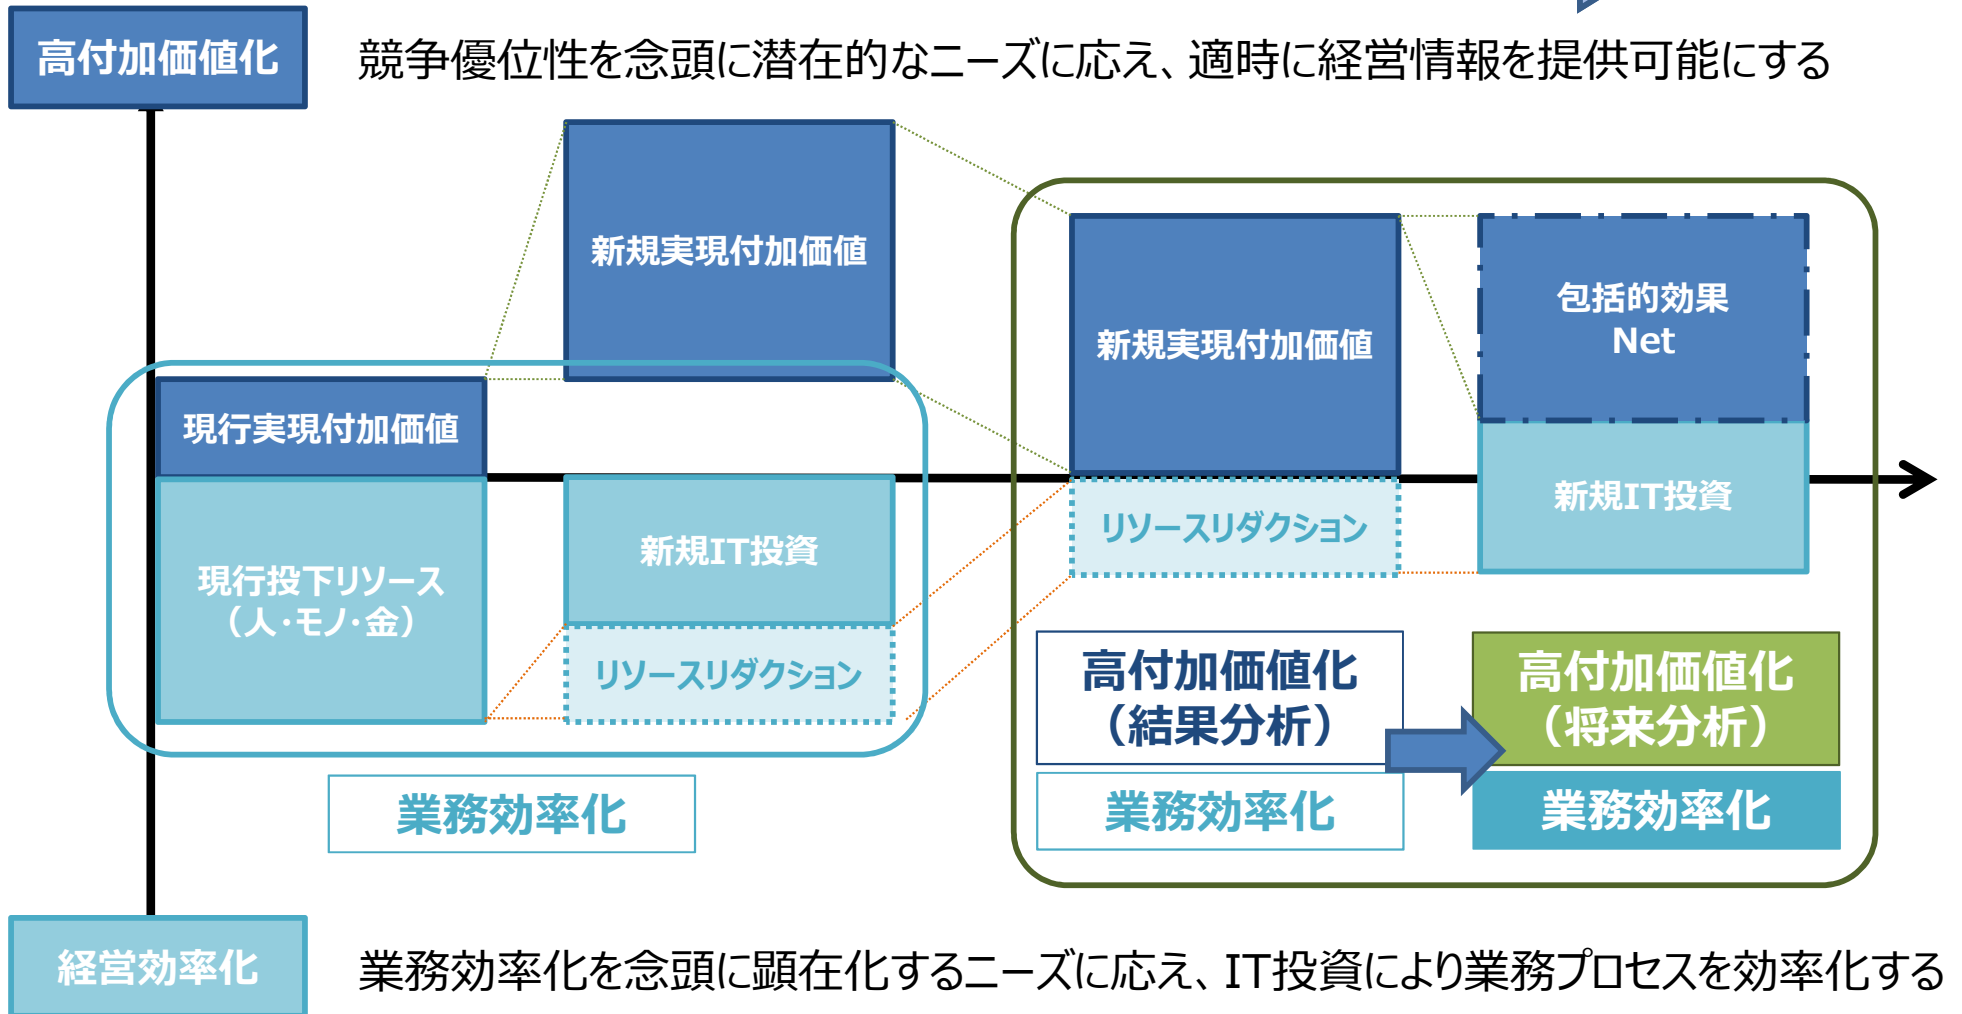 高付加価値化
競争優位性を念頭に潜在的なニーズに応え、適時に経営情報を提供可能にする
新規実現付加価値
現行実現付加価値
現行投下リソース
（人・モノ・金）
新規IT投資
リソースリダクション
業務効率化
新規実現付加価値
リソースリダクション
包括的効果
Net
新規IT投資
高付加価値化
（結果分析）
業務効率化
高付加価値化
（将来分析）
業務効率化
経営効率化
業務効率化を念頭に顕在化するニーズに応え、IT投資により業務プロセスを効率化する